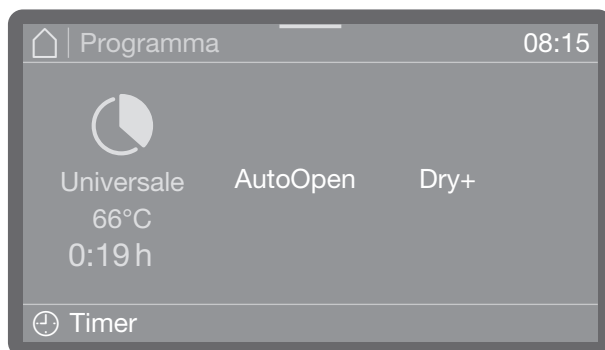 Programma 08:15
Universale AutoOpen Dry+
66°C
0:19 h
Timer